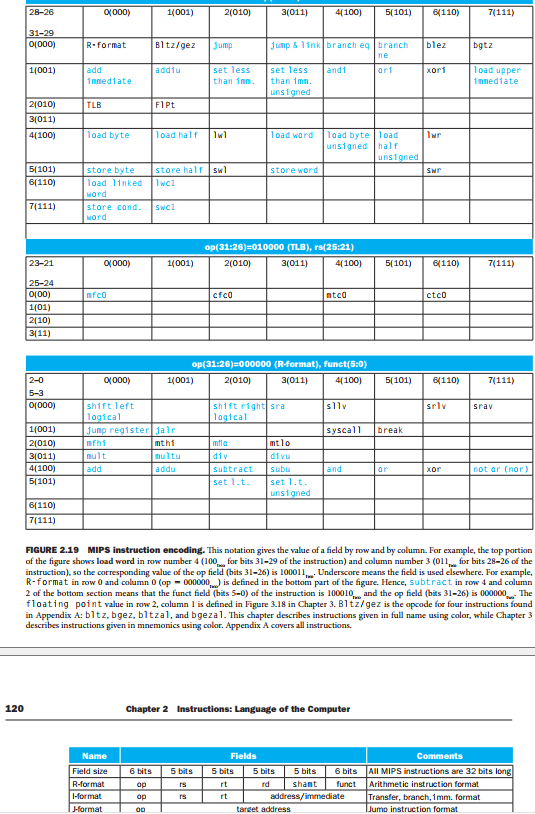 28–26 0(000) 1(001) 2(010) 3(011) 4(100) 5(101) 6(110) 7(111)
31–29
0(000) R-format Bltz/gez jump jump & link branch eq branch ne blez bgtz
1(001) add immediate addiu set less than imm. set less than imm. unsigned andi ori xori load upper immediate
2(010) TLB FlPt
3(011)
4(100) load byte load half lwl load word load byte unsigned load half unsigned lwr
5(101) store byte store half swl store word swr
6(110) load linked word lwc1
7(111) store cond. word swc1
op(31:26)=010000 (TLB), rs(25:21)
23–21 0(000) 1(001) 2(010) 3(011) 4(100) 5(101) 6(110) 7(111)
25–24
0(00) mfc0 cfc0 mtc0 ctc0
1(01)
2(10)
3(11)
op(31:26)=000000 (R-format), funct(5:0)
2–0 0(000) 1(001) 2(010) 3(011) 4(100) 5(101) 6(110) 7(111)
5–3
0(000) shift left logical shift right logical sra sllv srlv srav
1(001) jump register jalr syscall break
2(010) mfhi mthi mflo mtlo
3(011) mult multu div divu
4(100) add addu subtract subu and or xor not or (nor)
5(101) set l.t. set l.t. unsigned
6(110)
7(111)
FIGURE 2.19 MIPS instruction encoding. This notation gives the value of a field by row and by column. For example, the top portion
of the figure shows load word in row number 4 (100two for bits 31–29 of the instruction) and column number 3 (011two for bits 28–26 of the
instruction), so the corresponding value of the op field (bits 31–26) is 100011two. Underscore means the field is used elsewhere. For example,
R-format in row 0 and column 0 (op = 000000two) is defined in the bottom part of the figure. Hence, subtract in row 4 and column
2 of the bottom section means that the funct field (bits 5–0) of the instruction is 100010two and the op field (bits 31–26) is 000000two. The
floating point value in row 2, column 1 is defined in Figure 3.18 in Chapter 3. Bltz/gez is the opcode for four instructions found
in Appendix A: bltz, bgez, bltzal, and bgezal. This chapter describes instructions given in full name using color, while Chapter 3
describes instructions given in mnemonics using color. Appendix A covers all instructions.
120 Chapter 2 Instructions: Language of the Computer
Name Fields Comments
Field size 6 bits 5 bits 5 bits 5 bits 5 bits 6 bits All MIPS instructions are 32 bits long
R-format op rs rt rd shamt funct Arithmetic instruction format
I-format op rs rt address/immediate Transfer, branch, imm. format
J-format op target address Jump instruction format